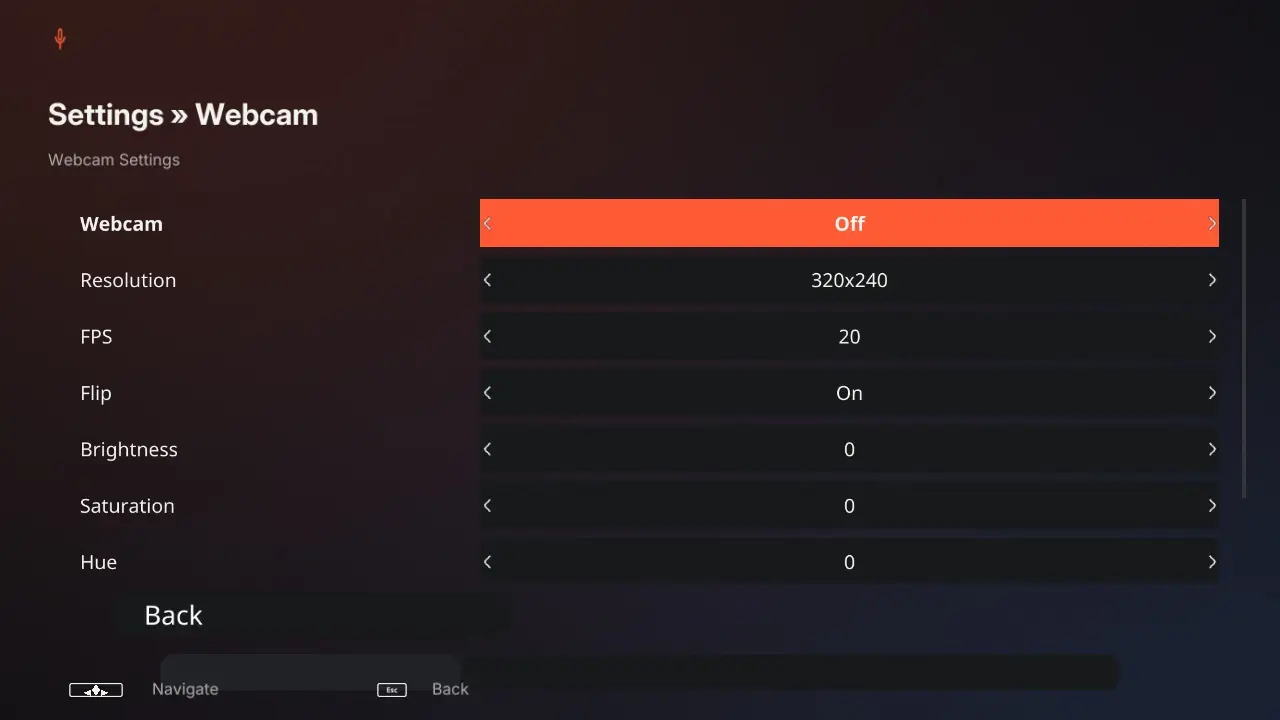 Settings » Webcam
Webcam Settings
Webcam Off
Resolution 320x240
FPS 20
Flip On
Brightness 0
Saturation 0
Hue 0
Back
Navigate Esc Back